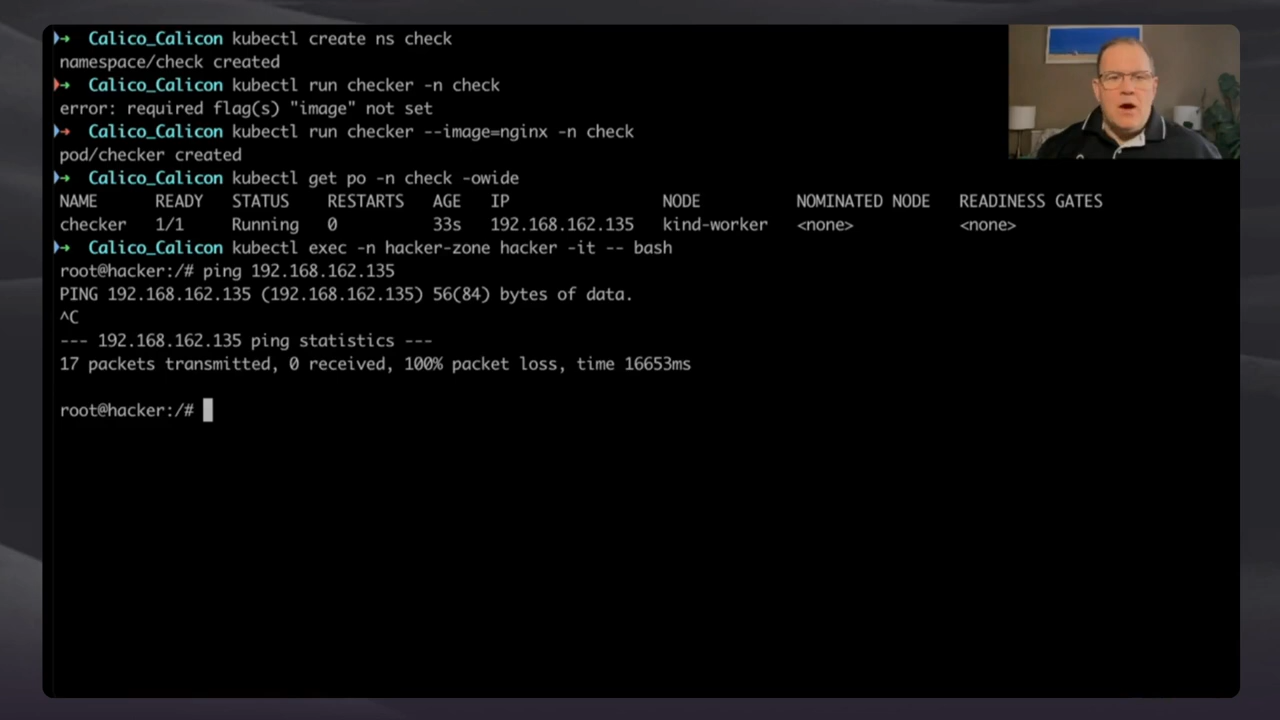 Calico_Calicon kubectl create ns check
namespace/check created
Calico_Calicon kubectl run checker -n check
error: required flag(s) "image" not set
Calico_Calicon kubectl run checker --image=nginx -n check
pod/checker created
Calico_Calicon kubectl get po -n check -owide
NAME READY STATUS RESTARTS AGE IP NODE NOMINATED NODE READINESS GATES
checker 1/1 Running 0 33s 192.168.162.135 kind-worker <none> <none>
Calico_Calicon kubectl exec -n hacker-zone hacker -it -- bash
root@hacker:/# ping 192.168.162.135
PING 192.168.162.135 (192.168.162.135) 56(84) bytes of data.
^C
--- 192.168.162.135 ping statistics ---
17 packets transmitted, 0 received, 100% packet loss, time 16653ms
root@hacker:/#